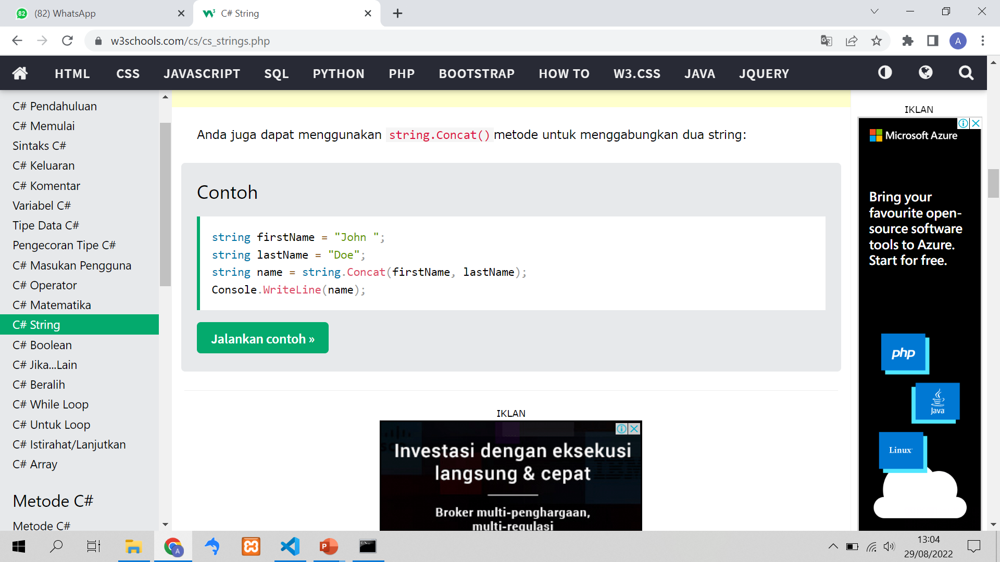 82 (82) WhatsApp
C# String
w3schools.com/cs/cs_strings.php
A
HTML CSS JAVASCRIPT SQL PYTHON PHP BOOTSTRAP HOW TO W3.CSS JAVA JQUERY
C# Pendahuluan
C# Memulai
Sintaks C#
C# Keluaran
C# Komentar
Variabel C#
Tipe Data C#
Pengecoran Tipe C#
C# Masukan Pengguna
C# Operator
C# Matematika
C# String
C# Boolean
C# Jika...Lain
C# Beralih
C# While Loop
C# Untuk Loop
C# Istirahat/Lanjutkan
C# Array
Metode C#
Metode C#
Anda juga dapat menggunakan string.Concat() metode untuk menggabungkan dua string:
Contoh
string firstName = "John ";
string lastName = "Doe";
string name = string.Concat(firstName, lastName);
Console.WriteLine(name);
Jalankan contoh »
IKLAN
Investasi dengan eksekusi
langsung & cepat
Broker multi-penghargaan,
multi-regulasi
IKLAN
Microsoft Azure
Bring your
favourite open-
source software
tools to Azure.
Start for free.
php
Java
Linux
13:04
29/08/2022